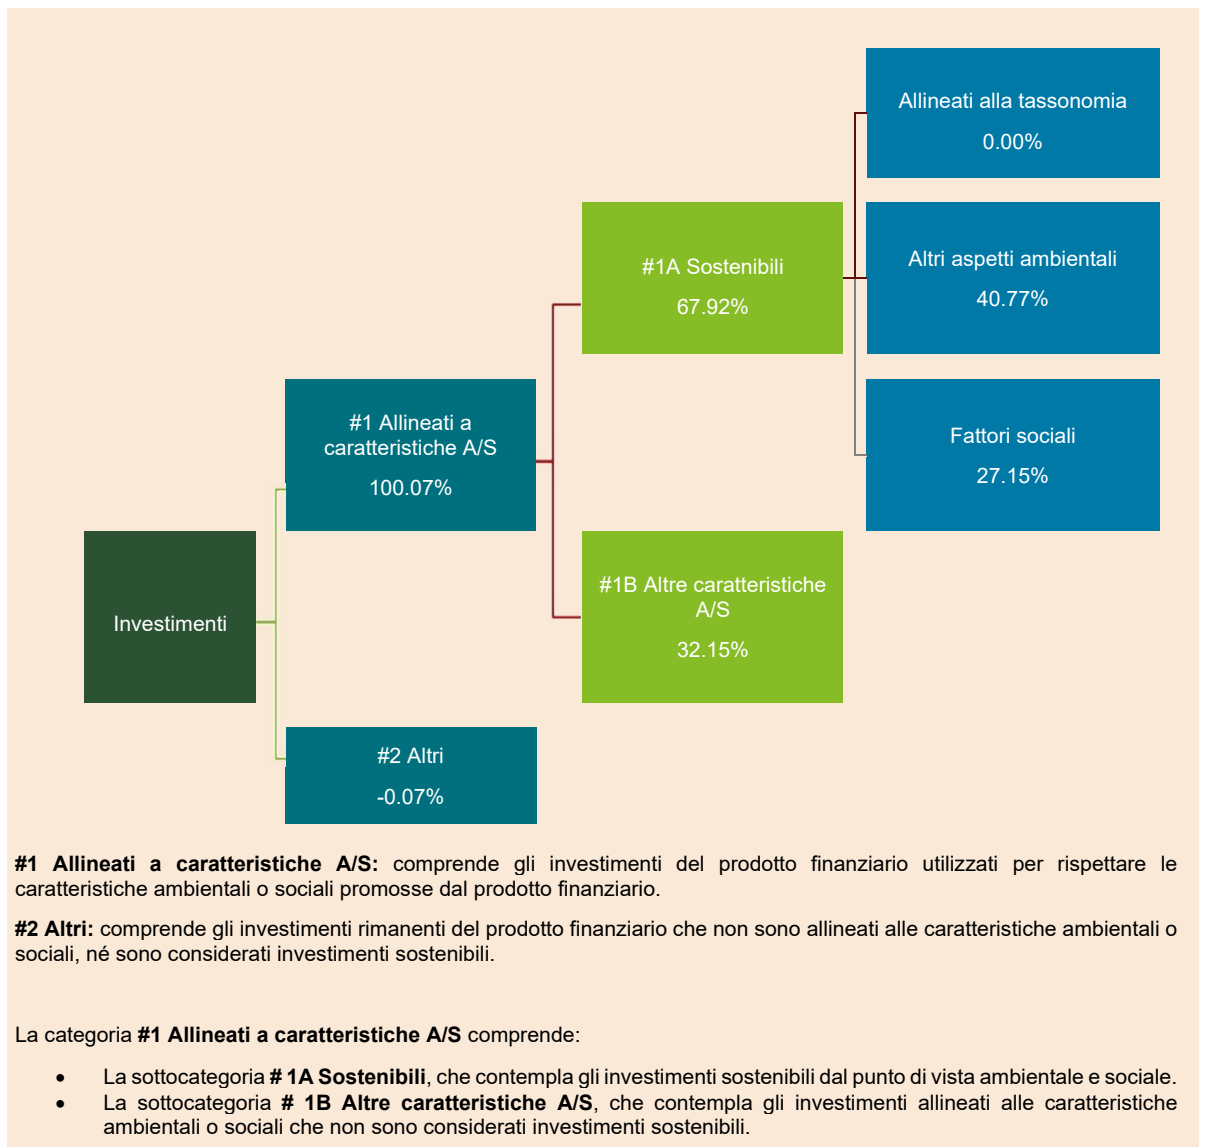 Allineati alla tassonomia
0.00%
#1A Sostenibili
67.92%
Altri aspetti ambientali
40.77%
#1 Allineati a
caratteristiche A/S
100.07%
Fattori sociali
27.15%
Investimenti
#1B Altre caratteristiche
A/S
32.15%
#2 Altri
-0.07%
#1 Allineati a caratteristiche A/S: comprende gli investimenti del prodotto finanziario utilizzati per rispettare le
caratteristiche ambientali o sociali promosse dal prodotto finanziario.
#2 Altri: comprende gli investimenti rimanenti del prodotto finanziario che non sono allineati alle caratteristiche ambientali o
sociali, né sono considerati investimenti sostenibili.
La categoria #1 Allineati a caratteristiche A/S comprende:
• La sottocategoria # 1A Sostenibili, che contempla gli investimenti sostenibili dal punto di vista ambientale e sociale.
• La sottocategoria # 1B Altre caratteristiche A/S, che contempla gli investimenti allineati alle caratteristiche
ambientali o sociali che non sono considerati investimenti sostenibili.